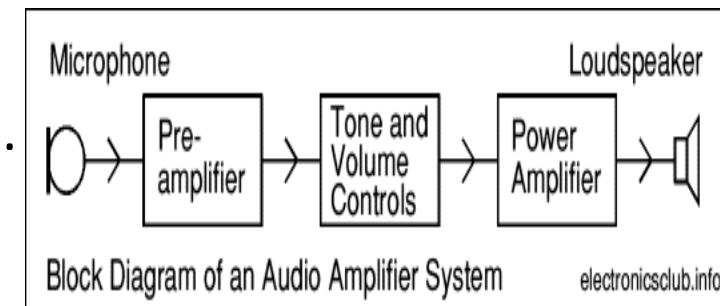 Microphone
Loudspeaker
Pre-
amplifier
Tone and
Volume
Controls
Power
Amplifier
Block Diagram of an Audio Amplifier System
electronicsclub.info